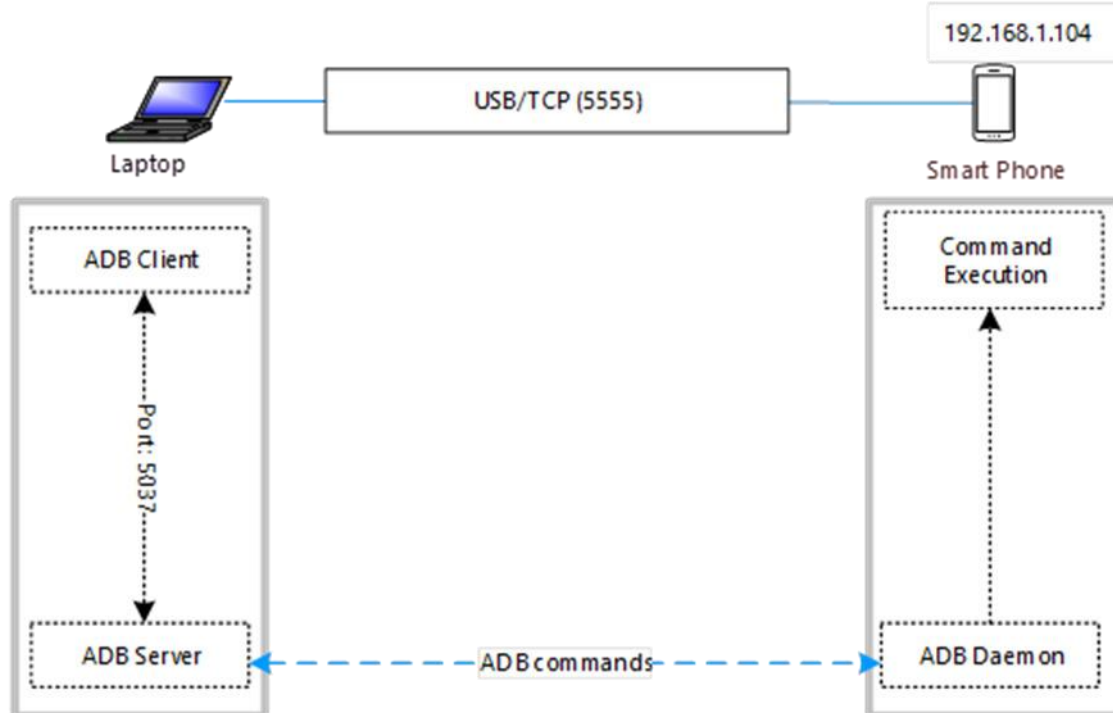 192.168.1.104
USB/TCP (5555)
Laptop
Smart Phone
ADB Client
Command
Execution
Port: 5037
ADB Server
ADB commands
ADB Daemon